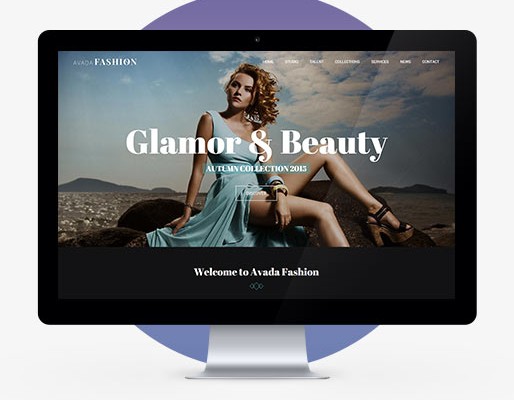 AVADA FASHION
HOME STORE TALENT COLLECTIONS SERVICES NEWS CONTACT
Glamor & Beauty
AUTUMN COLLECTION 2015
Welcome to Avada Fashion